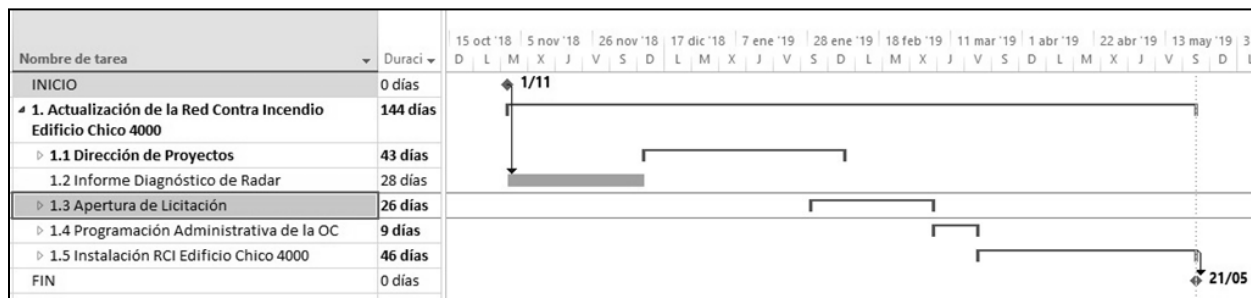 15 oct '18 5 nov '18 26 nov '18 17 dic '18 7 ene '19 28 ene '19 18 feb '19 11 mar '19 1 abr '19 22 abr '19 13 may '19 3
Nombre de tarea Duraci D L M X J V S D L M X J V S D L M X J V S D L M X J V S D L
INICIO 0 días 1/11
1. Actualización de la Red Contra Incendio 144 días
Edificio Chico 4000
1.1 Dirección de Proyectos 43 días
1.2 Informe Diagnóstico de Radar 28 días
1.3 Apertura de Licitación 26 días
1.4 Programación Administrativa de la OC 9 días
1.5 Instalación RCI Edificio Chico 4000 46 días
FIN 0 días 21/05